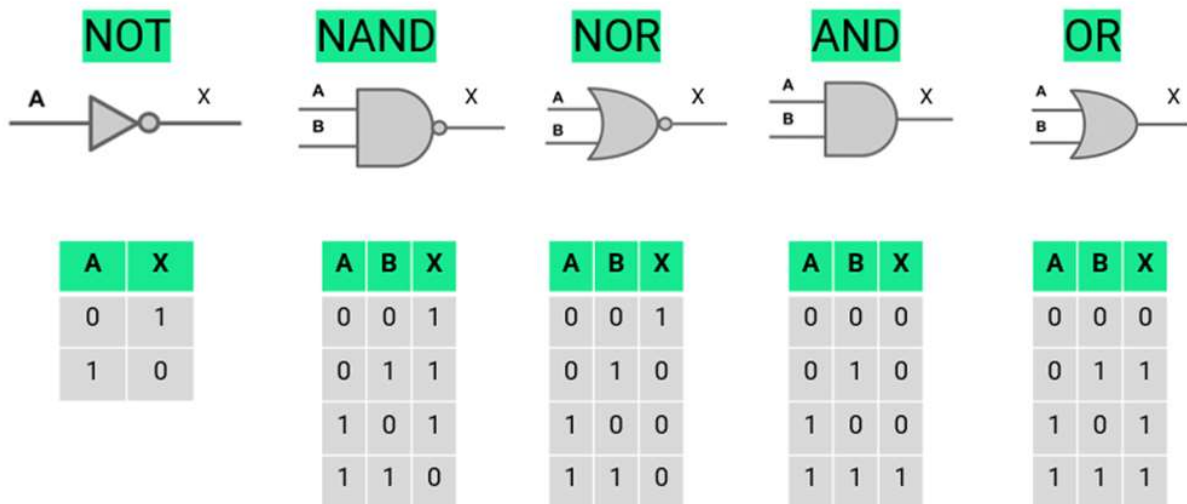 NOT NAND NOR AND OR
A X A B X A B X A B X A B X
A X A B X A B X A B X A B X
0 1 0 0 1 0 0 1 0 0 0 0 0 0
1 0 0 1 1 0 1 0 0 1 0 0 1 1
1 0 1 1 0 0 1 0 0 1 0 1
1 1 0 1 1 0 1 1 1 1 1 1